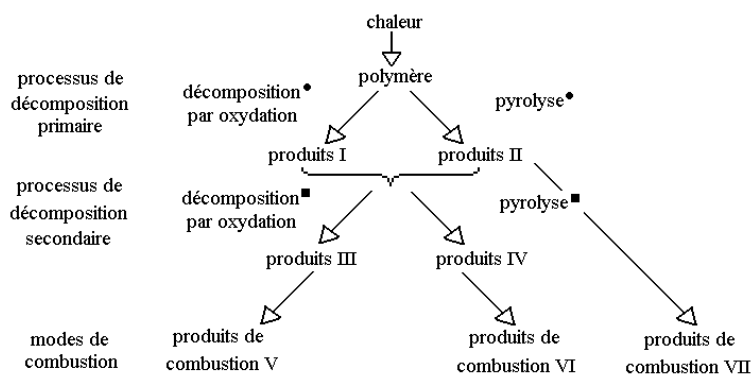 chaleur
polymère
processus de
décomposition
primaire
décomposition●
par oxydation
pyrolyse●
produits I
produits II
processus de
décomposition
secondaire
décomposition■
par oxydation
pyrolyse■
produits III
produits IV
modes de
combustion
produits de
combustion V
produits de
combustion VI
produits de
combustion VII